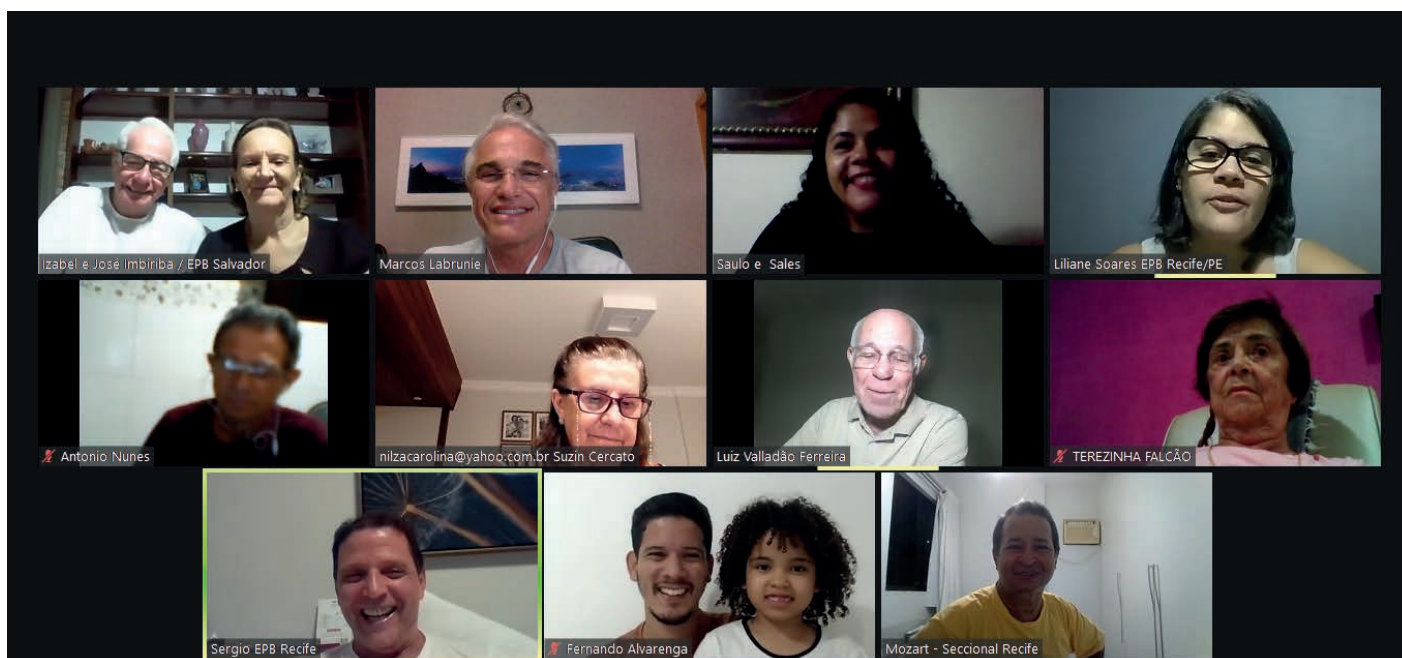 Izabel e José Imbiriba / EPB Salvador
Marcos Labrunie
Saulo e Sales
Liliane Soares EPB Recife/PE
Antonio Nunes
nilzacarolina@yahoo.com.br Suzin Cercato
Luiz Valladão Ferreira
TEREZINHA FALCÃO
Sergio EPB Recife
Fernando Alvarenga
Mozart - Seccional Recife